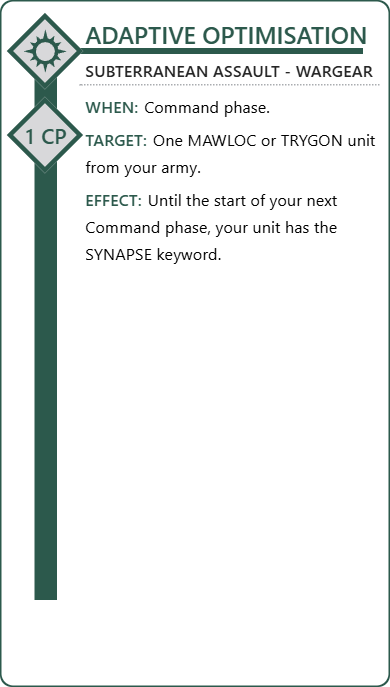 ADAPTIVE OPTIMISATION
SUBTERRANEAN ASSAULT - WARGEAR
WHEN: Command phase.
1 CP
TARGET: One MAWLOC or TRYGON unit
from your army.
EFFECT: Until the start of your next
Command phase, your unit has the
SYNAPSE keyword.